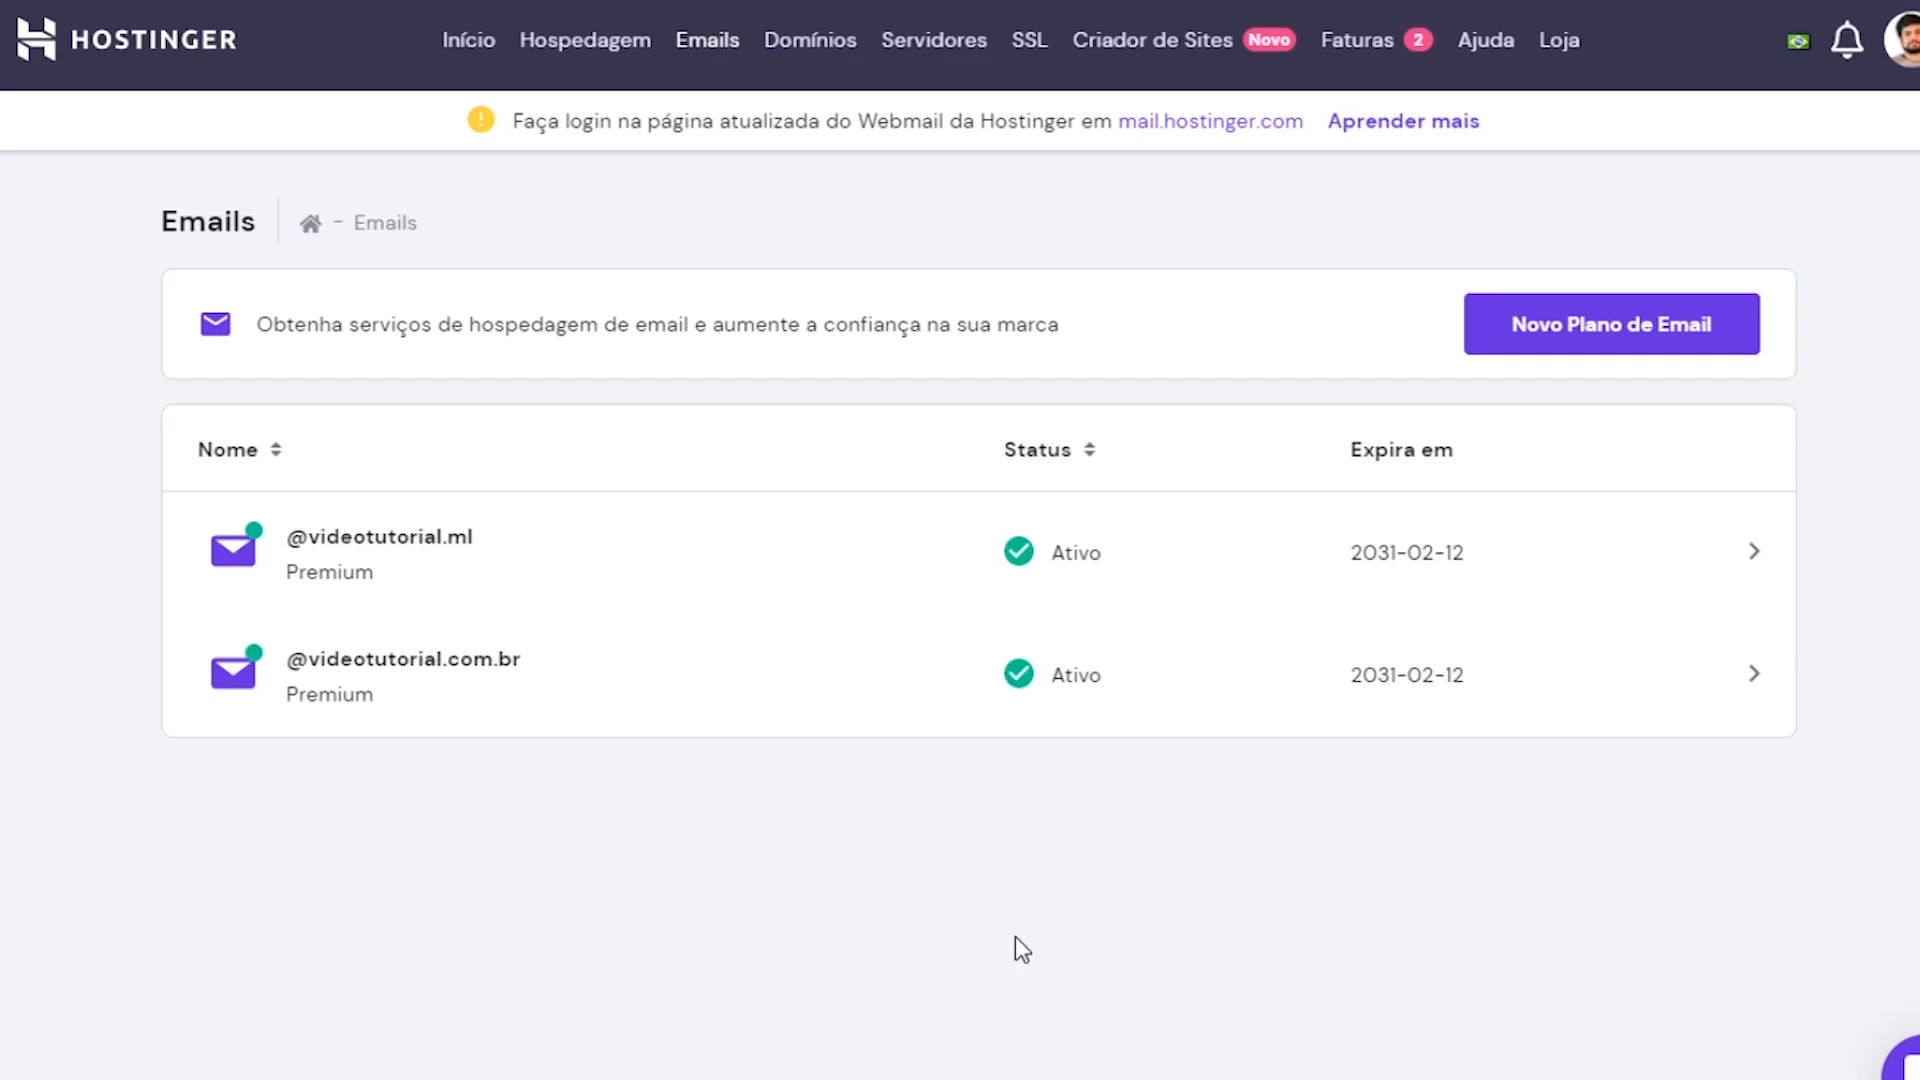 HOSTINGER
Início Hospedagem Emails Domínios Servidores SSL Criador de Sites Novo Faturas 2 Ajuda Loja
! Faça login na página atualizada do Webmail da Hostinger em mail.hostinger.com Aprender mais
Emails - Emails
Obtenha serviços de hospedagem de email e aumente a confiança na sua marca Novo Plano de Email
Nome Status Expira em
@videotutorial.ml
Premium
Ativo 2031-02-12
@videotutorial.com.br
Premium
Ativo 2031-02-12